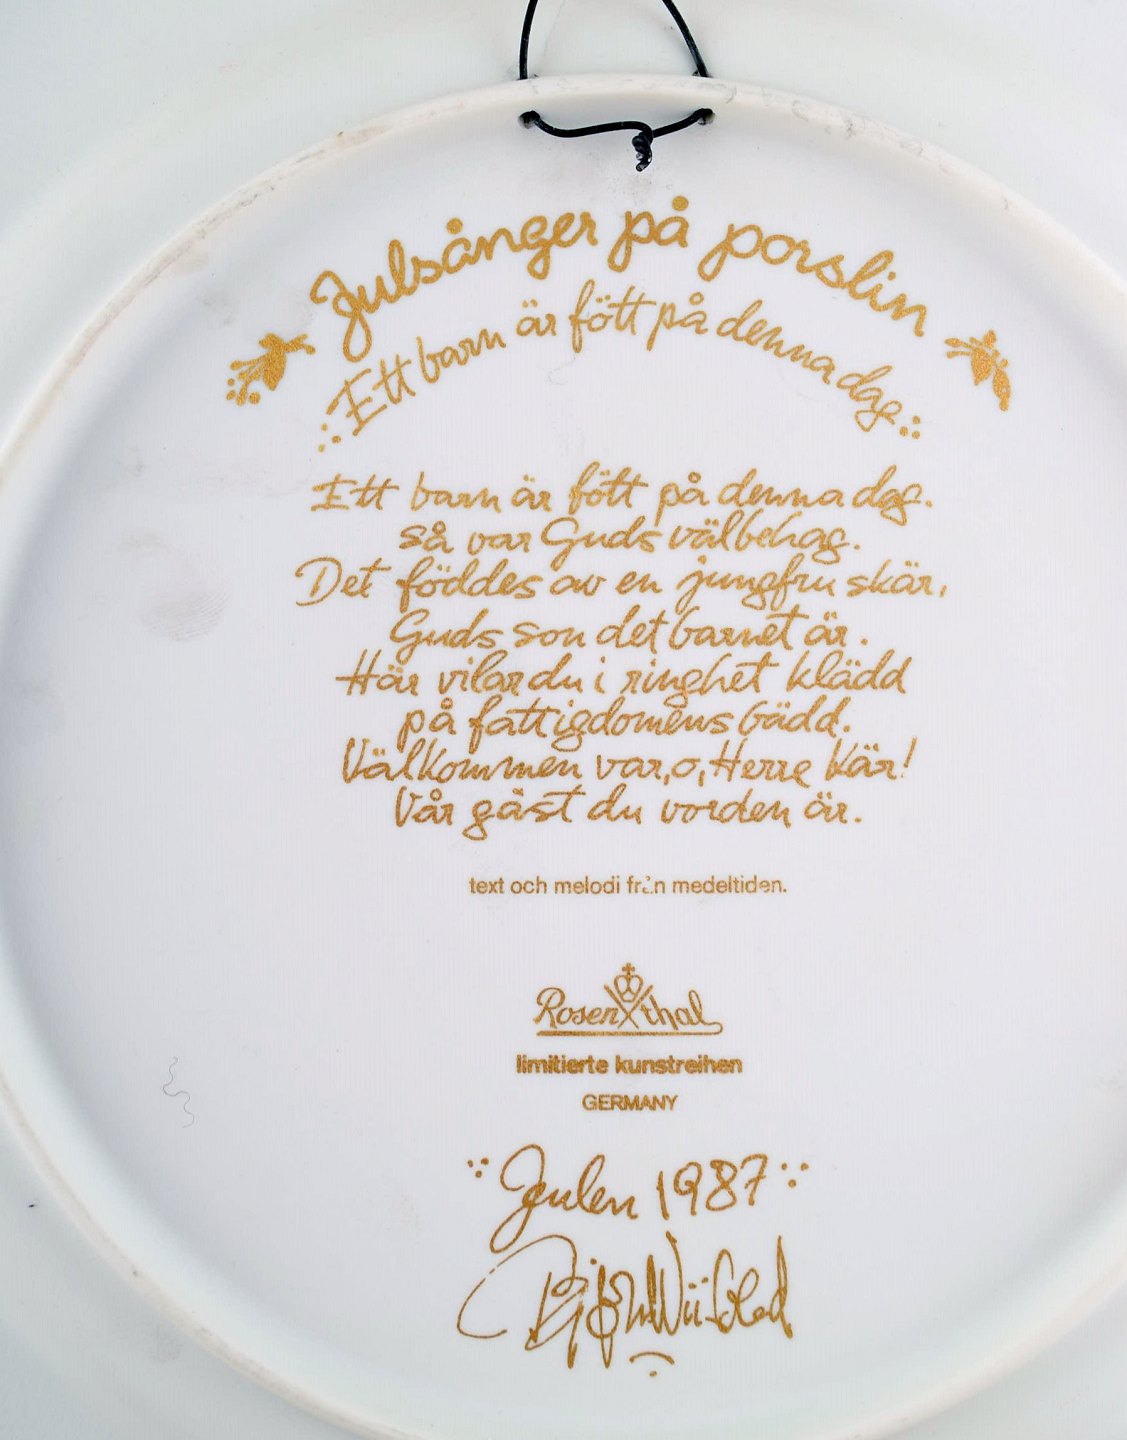 Julsånger på porslin
Ett barn är fött på denna dag
Ett barn är fött på denna dag.
så var Guds välbehag.
Det föddes av en jungfru skär,
Guds son det barnet är.
Här vilar du i ringhet klädd
på fattigdomens bädd.
Välkommen var, o, Herre kär!
Vår gäst du vorden är.
text och melodi från medeltiden.
Rosenthal
limitierte kunstreihen
GERMANY
Julen 1987
Björn Wiinblad